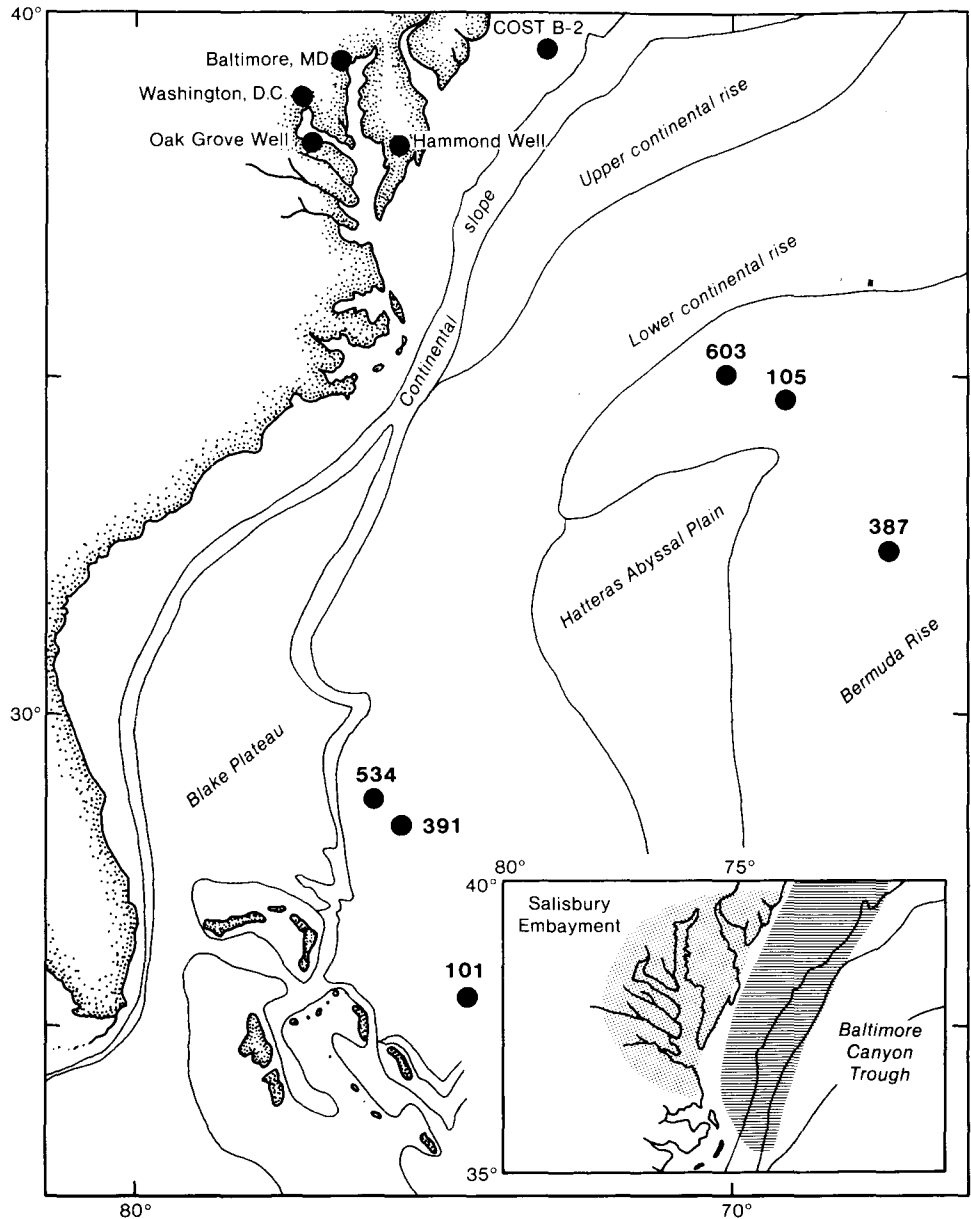 40°
COST B-2
Baltimore, MD
Washington, D.C.
Oak Grove Well
Hammond Well
Upper continental rise
slope
Continental
Lower continental rise
603
105
387
Hatteras Abyssal Plain
Bermuda Rise
30°
Blake Plateau
534
391
101
80°
75°
40°
Salisbury
Embayment
Baltimore
Canyon
Trough
35°
80°
70°